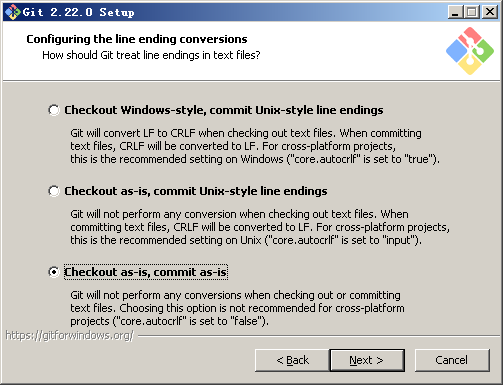 Git 2.22.0 Setup
Configuring the line ending conversions
How should Git treat line endings in text files?
Checkout Windows-style, commit Unix-style line endings
Git will convert LF to CRLF when checking out text files. When committing
text files, CRLF will be converted to LF. For cross-platform projects,
this is the recommended setting on Windows ("core.autocrlf" is set to "true").
Checkout as-is, commit Unix-style line endings
Git will not perform any conversion when checking out text files. When
committing text files, CRLF will be converted to LF. For cross-platform projects,
this is the recommended setting on Unix ("core.autocrlf" is set to "input").
Checkout as-is, commit as-is
Git will not perform any conversions when checking out or committing
text files. Choosing this option is not recommended for cross-platform
projects ("core.autocrlf" is set to "false").
https://gitforwindows.org/
< Back
Next >
Cancel